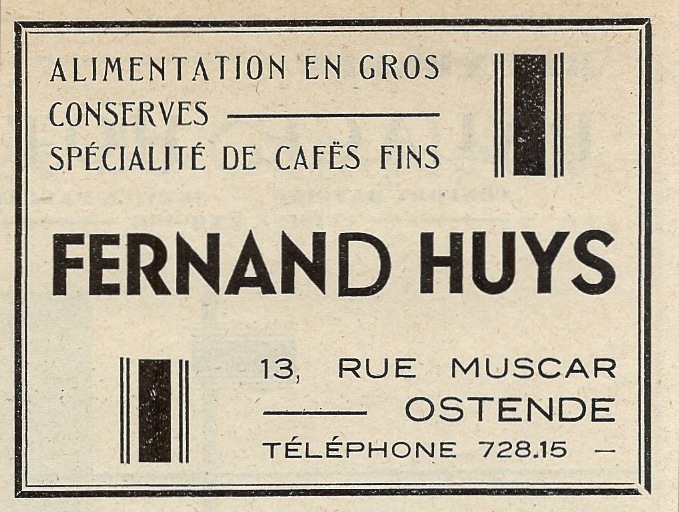 ALIMENTATION EN GROS
CONSERVES
SPÉCIALITÉ DE CAFËS FINS
FERNAND HUYS
13, RUE MUSCAR
OSTENDE
TÉLÉPHONE 728.15 —